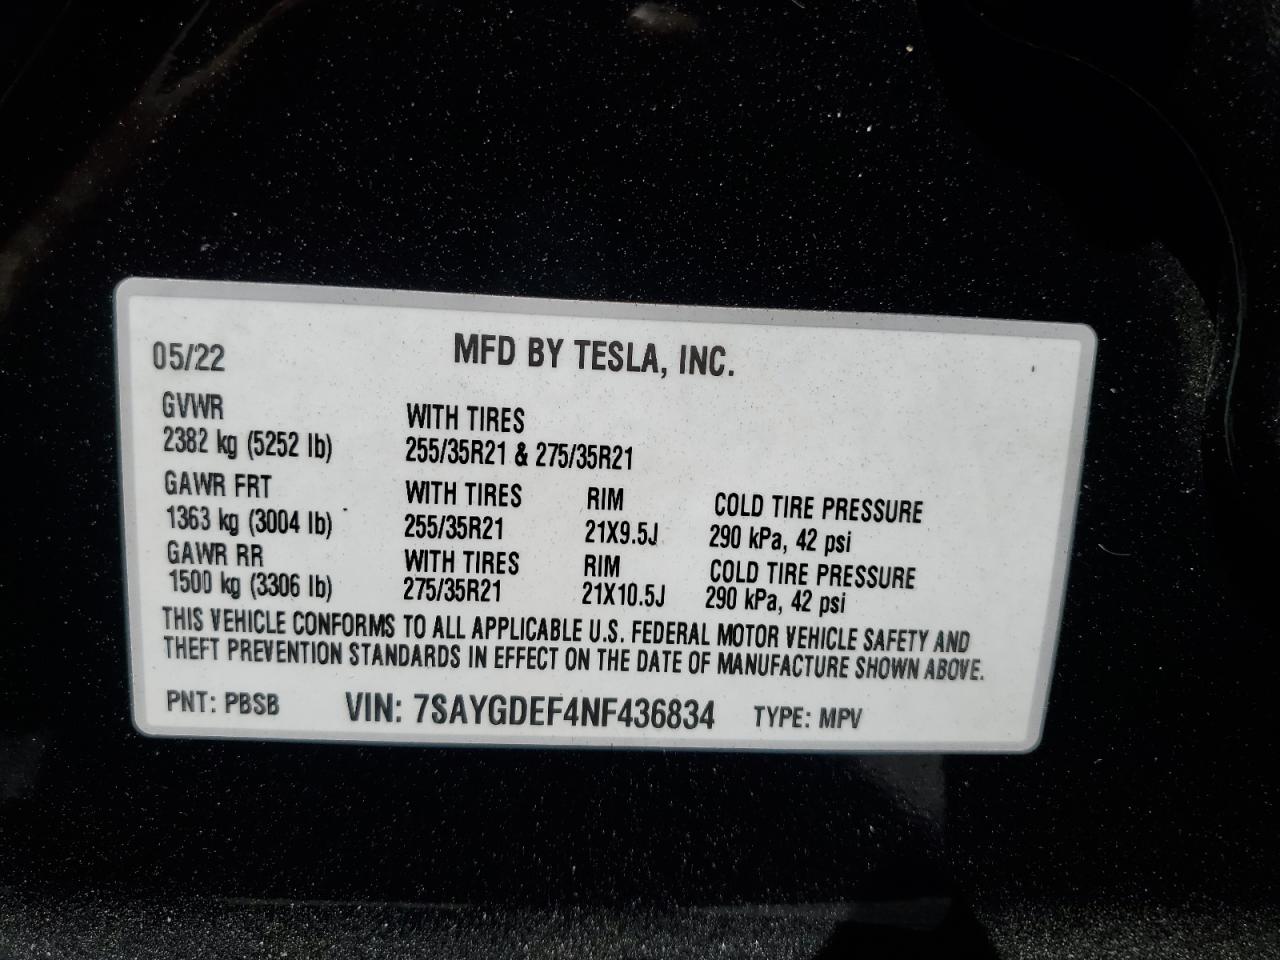 05/22 MFD BY TESLA, INC.
GVWR WITH TIRES
2382 kg (5252 lb) 255/35R21 & 275/35R21
GAWR FRT WITH TIRES RIM COLD TIRE PRESSURE
1363 kg (3004 lb) 255/35R21 21X9.5J 290 kPa, 42 psi
GAWR RR WITH TIRES RIM COLD TIRE PRESSURE
1500 kg (3306 lb) 275/35R21 21X10.5J 290 kPa, 42 psi
THIS VEHICLE CONFORMS TO ALL APPLICABLE U.S. FEDERAL MOTOR VEHICLE SAFETY AND
THEFT PREVENTION STANDARDS IN EFFECT ON THE DATE OF MANUFACTURE SHOWN ABOVE.
PNT: PBSB VIN: 7SAYGDEF4NF436834 TYPE: MPV